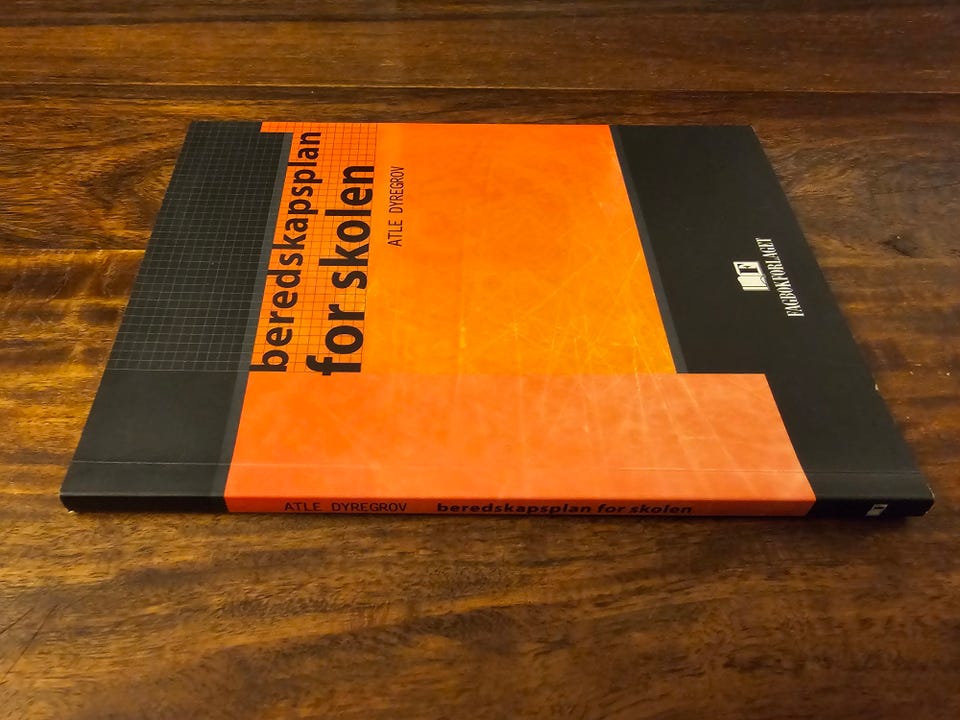 beredskapsplan
for skolen
ATLE DYREGROV
F
FAGBOKFORLAGET
ATLE DYREGROV beredskapsplan for skolen